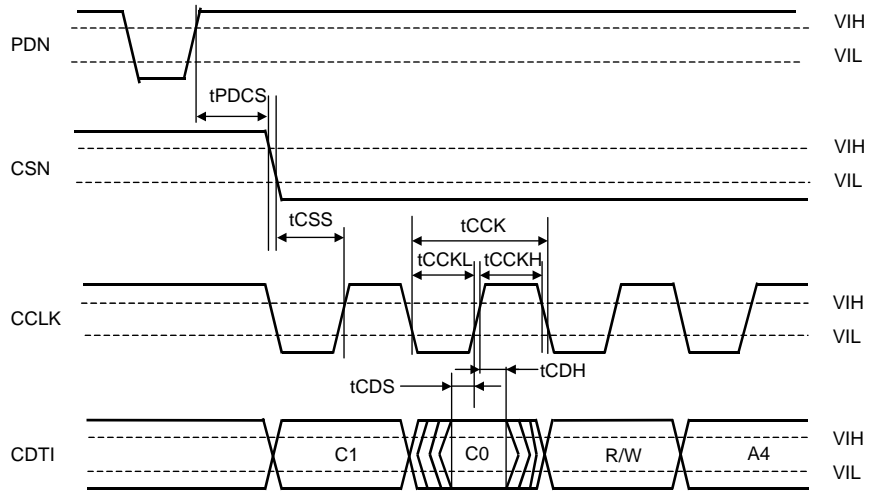 PDN
VIH
VIL
tPDCS
CSN
VIH
VIL
tCSS
tCCK
tCCKL
tCCKH
CCLK
VIH
VIL
tCDS
tCDH
CDTI
C1
C0
R/W
A4
VIH
VIL